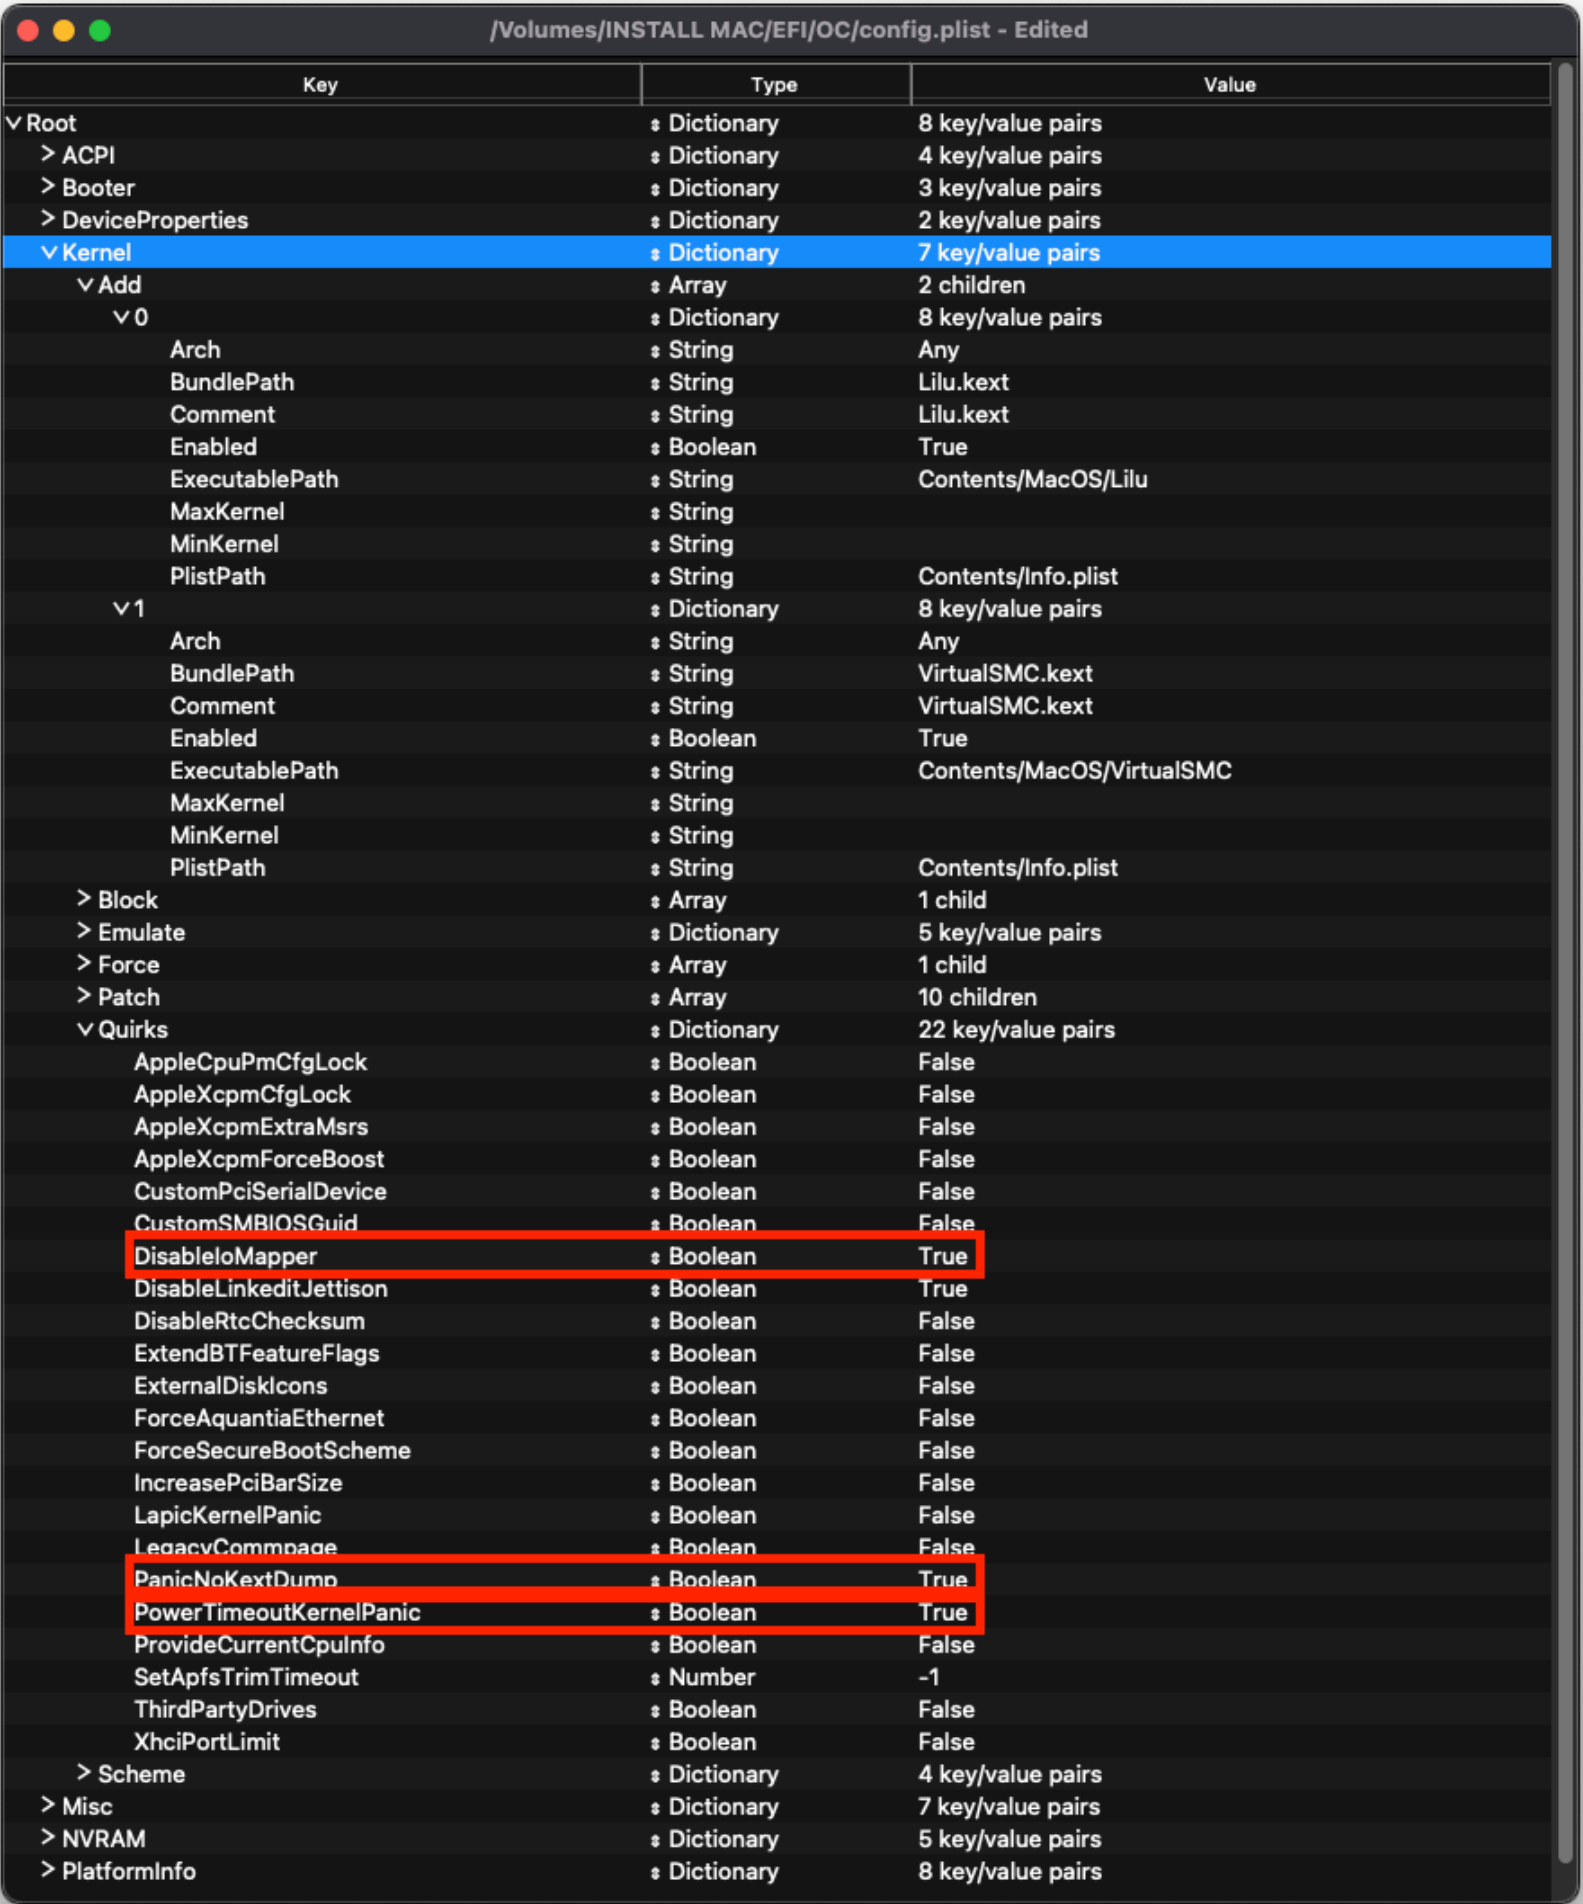 /Volumes/INSTALL MAC/EFI/OC/config.plist - Edited
Key Type Value
Root Dictionary 8 key/value pairs
ACPI Dictionary 4 key/value pairs
Booter Dictionary 3 key/value pairs
DeviceProperties Dictionary 2 key/value pairs
Kernel Dictionary 7 key/value pairs
Add Array 2 children
0 Dictionary 8 key/value pairs
Arch String Any
BundlePath String Lilu.kext
Comment String Lilu.kext
Enabled Boolean True
ExecutablePath String Contents/MacOS/Lilu
MaxKernel String
MinKernel String
PlistPath String Contents/Info.plist
1 Dictionary 8 key/value pairs
Arch String Any
BundlePath String VirtualSMC.kext
Comment String VirtualSMC.kext
Enabled Boolean True
ExecutablePath String Contents/MacOS/VirtualSMC
MaxKernel String
MinKernel String
PlistPath String Contents/Info.plist
Block Array 1 child
Emulate Dictionary 5 key/value pairs
Force Array 1 child
Patch Array 10 children
Quirks Dictionary 22 key/value pairs
AppleCpuPmCfgLock Boolean False
AppleXcpmCfgLock Boolean False
AppleXcpmExtraMsrs Boolean False
AppleXcpmForceBoost Boolean False
CustomPciSerialDevice Boolean False
CustomSMBIOSGuid Boolean False
DisableIoMapper Boolean True
DisableLinkeditJettison Boolean True
DisableRtcChecksum Boolean False
ExtendBTFeatureFlags Boolean False
ExternalDiskIcons Boolean False
ForceAquantiaEthernet Boolean False
ForceSecureBootScheme Boolean False
IncreasePciBarSize Boolean False
LapicKernelPanic Boolean False
LegacyCommpage Boolean False
PanicNoKextDump Boolean True
PowerTimeoutKernelPanic Boolean True
ProvideCurrentCpuInfo Boolean False
SetApfsTrimTimeout Number -1
ThirdPartyDrives Boolean False
XhciPortLimit Boolean False
Scheme Dictionary 4 key/value pairs
Misc Dictionary 7 key/value pairs
NVRAM Dictionary 5 key/value pairs
PlatformInfo Dictionary 8 key/value pairs